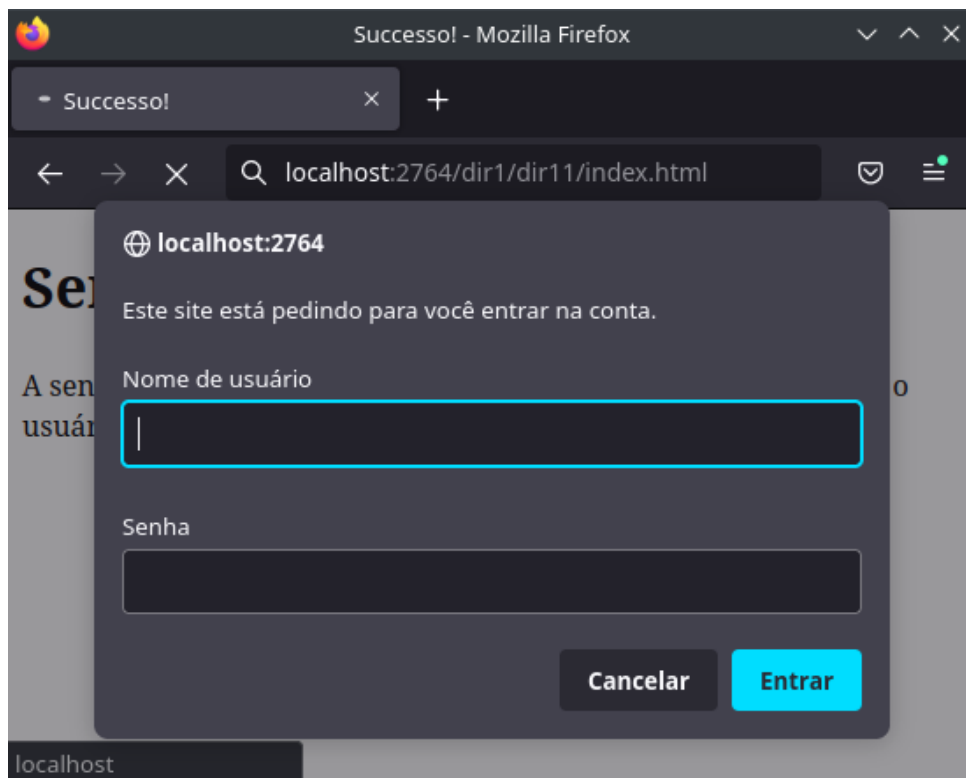 Successo! - Mozilla Firefox
Successo!
localhost:2764/dir1/dir11/index.html
localhost:2764
Este site está pedindo para você entrar na conta.
Nome de usuário
A sen o
Senha
Cancelar Entrar
localhost